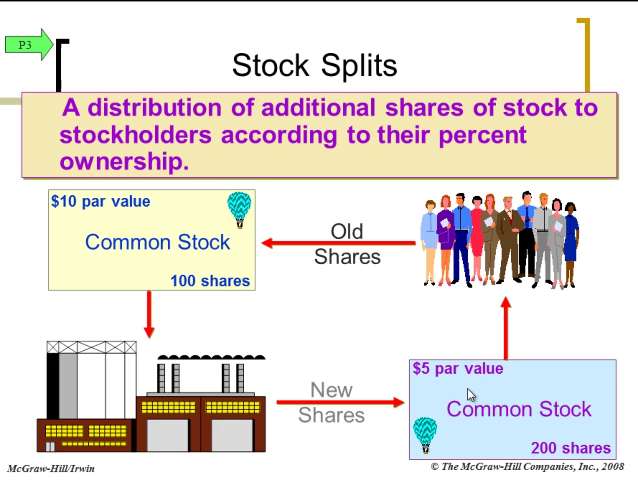 P3
Stock Splits
A distribution of additional shares of stock to
stockholders according to their percent
ownership.
$10 par value
Common Stock
100 shares
Old
Shares
New
Shares
$5 par value
Common Stock
200 shares
McGraw-Hill/Irwin
© The McGraw-Hill Companies, Inc., 2008